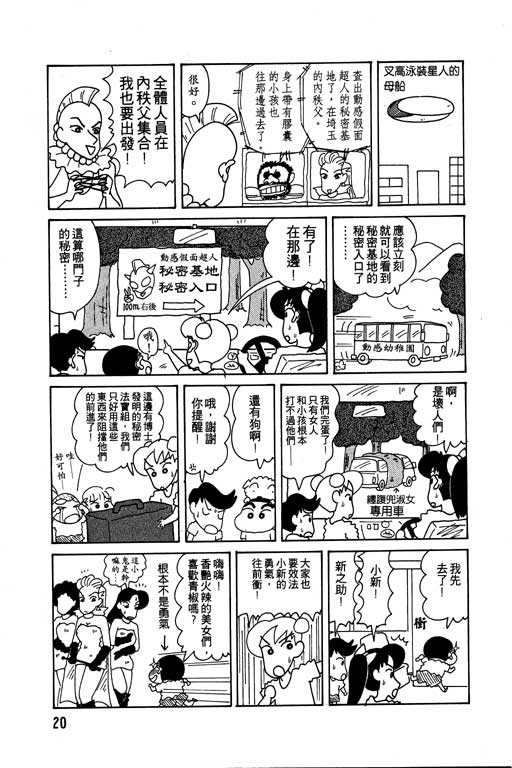 叉高泳裝星人的
母船
查出動感假面
超人的秘密基
地了，在埼玉
的內秩父。
身上帶有膠囊
的小孩也
往那邊過去了。
很好。
全體人員在
內秩父集合！
我也要出發！
應該立刻
就可以看到
秘密基地的
秘密入口了
動感幼稚園
有了！
在那邊！
動感假面超人
秘密基地
秘密入口
100m右後
哦！
這算哪門子
的秘密……
啊，
是壞人們！
我們完蛋了！
只有女人
和小孩根本
打不過他們！
纏頭兜淑女
專用車
還有狗啊！
哦，謝謝
你提醒！
這邊有博士
發明的秘密
法寶組，我們
只好用這些
東西來阻擋他們
的前進了！
哇……
好可怕
我先
去了！
衝
小新！
新之助！
大家也
要效法
小新的
勇氣，
往前衝！
嗨嗨！
香艷火辣的美女們
喜歡青椒嗎？
根本不是勇氣
這小
鬼是幹
嘛的…
20